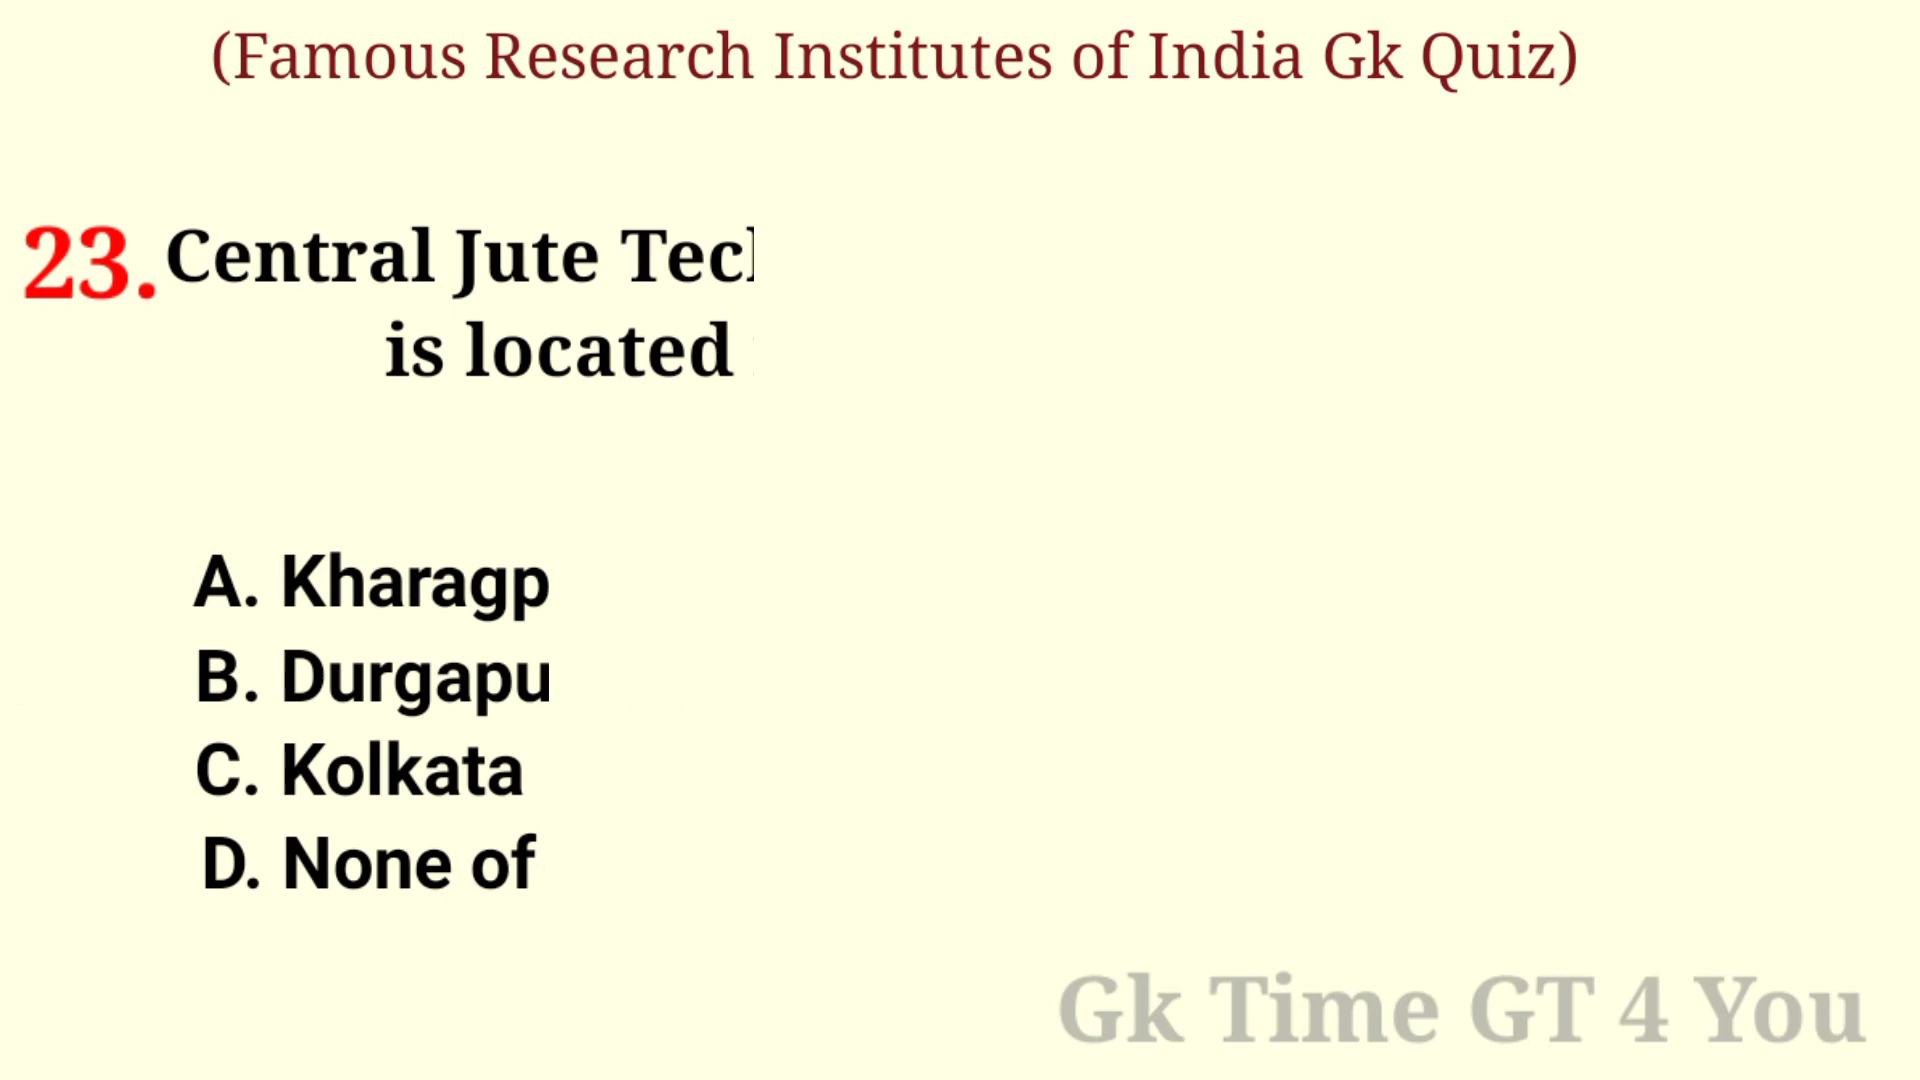 (Famous Research Institutes of India Gk Quiz)
23. Central Jute
is located
A. Kharagp
B. Durgapu
C. Kolkata
D. None of
Gk Time GT 4 You